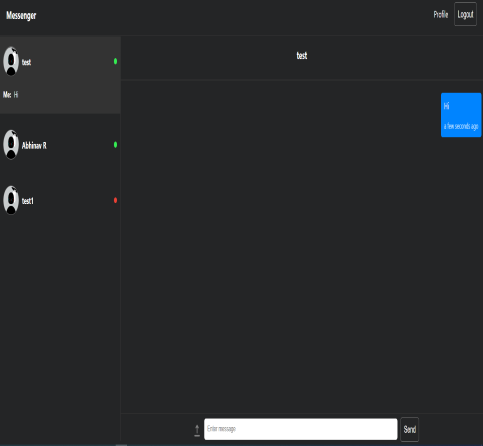 Messenger
Profile
Logout
test
Me: Hi
Abhinav R
test1
test
Hi
a few seconds ago
Enter message
Send